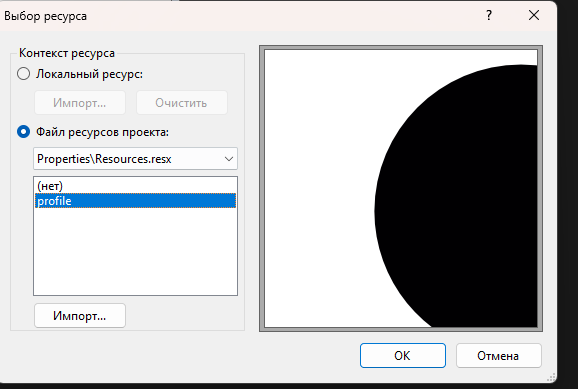 Выбор ресурса
?
Контекст ресурса
Локальный ресурс:
Импорт...
Очистить
Файл ресурсов проекта:
Properties\Resources.resx
(нет)
profile
Импорт...
OK
Отмена